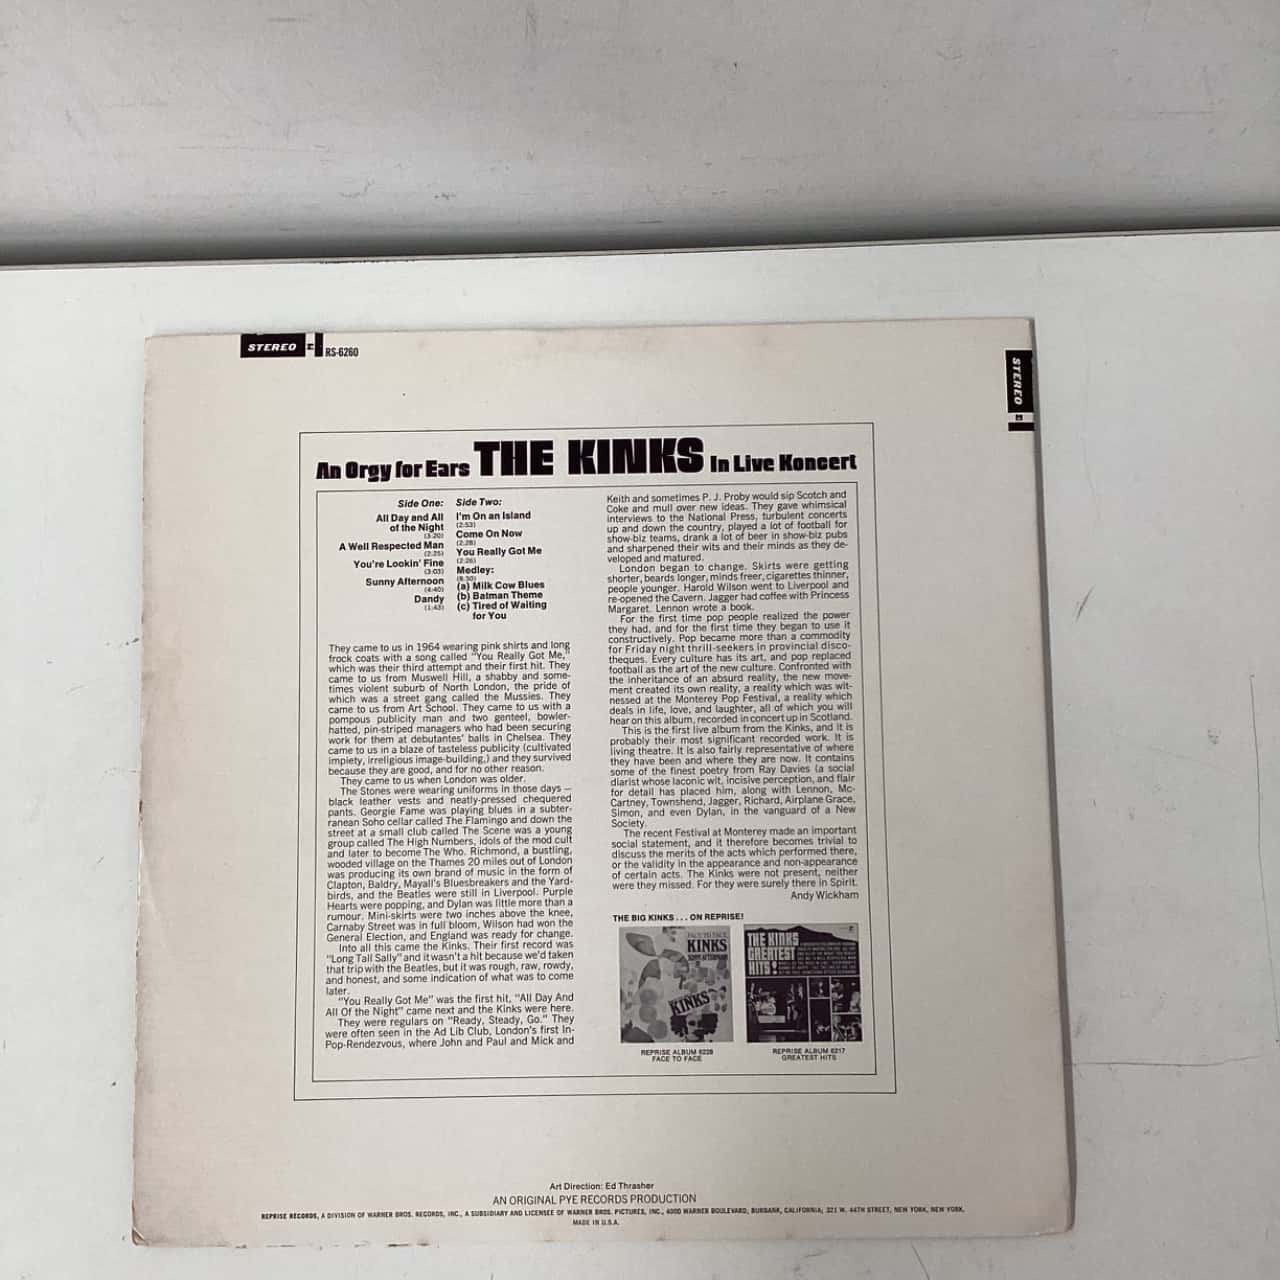 STEREO
RS-6260
STEREO
An Orgy for Ears THE KINKS In Live Koncert
Side One:
All Day and All
of the Night
(3:20)
A Well Respected Man
(2:25)
You're Lookin' Fine
(3:03)
Sunny Afternoon
(4:40)
Dandy
(1:43)
Side Two:
I'm On an Island
(2:53)
Come On Now
(2:28)
You Really Got Me
(2:26)
Medley:
(8:30)
(a) Milk Cow Blues
(b) Batman Theme
(c) Tired of Waiting
for You
They came to us in 1964 wearing pink shirts and long
frock coats with a song called "You Really Got Me,"
which was their third attempt and their first hit. They
came to us from Muswell Hill, a shabby and some-
times violent suburb of North London, the pride of
which was a street gang called the Mussies. They
came to us from Art School. They came to us with a
pompous publicity man and two genteel, bowler-
hatted, pin-striped managers who had been securing
work for them at debutantes' balls in Chelsea. They
came to us in a blaze of tasteless publicity (cultivated
impiety, irreligious image-building,) and they survived
because they are good, and for no other reason.
They came to us when London was older.
The Stones were wearing uniforms in those days —
black leather vests and neatly-pressed chequered
pants. Georgie Fame was playing blues in a subter-
ranean Soho cellar called The Flamingo and down the
street at a small club called The Scene was a young
group called The High Numbers, idols of the mod cult
and later to become The Who. Richmond, a bustling,
wooded village on the Thames 20 miles out of London
was producing its own brand of music in the form of
Clapton, Baldry, Mayall's Bluesbreakers and the Yard-
birds, and the Beatles were still in Liverpool. Purple
Hearts were popping, and Dylan was little more than a
rumour. Mini-skirts were two inches above the knee,
Carnaby Street was in full bloom, Wilson had won the
General Election, and England was ready for change.
Into all this came the Kinks. Their first record was
"Long Tall Sally" and it wasn't a hit because we'd taken
that trip with the Beatles, but it was rough, raw, rowdy,
and honest, and some indication of what was to come
later.
"You Really Got Me" was the first hit, "All Day And
All Of the Night" came next and the Kinks were here.
They were regulars on "Ready, Steady, Go." They
were often seen in the Ad Lib Club, London's first In-
Pop-Rendezvous, where John and Paul and Mick and
Keith and sometimes P. J. Proby would sip Scotch and
Coke and mull over new ideas. They gave whimsical
interviews to the National Press, turbulent concerts
up and down the country, played a lot of football for
show-biz teams, drank a lot of beer in show-biz pubs
and sharpened their wits and their minds as they de-
veloped and matured.
London began to change. Skirts were getting
shorter, beards longer, minds freer, cigarettes thinner,
people younger. Harold Wilson went to Liverpool and
re-opened the Cavern. Jagger had coffee with Princess
Margaret. Lennon wrote a book.
For the first time pop people realized the power
they had, and for the first time they began to use it
constructively. Pop became more than a commodity
for Friday night thrill-seekers in provincial disco-
theques. Every culture has its art, and pop replaced
football as the art of the new culture. Confronted with
the inheritance of an absurd reality, the new move-
ment created its own reality, a reality which was wit-
nessed at the Monterey Pop Festival, a reality which
deals in life, love, and laughter, all of which you will
hear on this album, recorded in concert up in Scotland.
This is the first live album from the Kinks, and it is
probably their most significant recorded work. It is
living theatre. It is also fairly representative of where
they have been and where they are now. It contains
some of the finest poetry from Ray Davies (a social
diarist whose laconic wit, incisive perception, and flair
for detail has placed him, along with Lennon, Mc-
Cartney, Townshend, Jagger, Richard, Airplane Grace,
Simon, and even Dylan, in the vanguard of a New
Society.
The recent Festival at Monterey made an important
social statement, and it therefore becomes trivial to
discuss the merits of the acts which performed there,
or the validity in the appearance and non-appearance
of certain acts. The Kinks were not present, neither
were they missed. For they were surely there in Spirit.
Andy Wickham
THE BIG KINKS . . . ON REPRISE!
FACE TO FACE
KINKS
SUNNY AFTERNOON
KINKS
THE KINKS
GREATEST
HITS!
REPRISE ALBUM 6228
FACE TO FACE
REPRISE ALBUM 6217
GREATEST HITS
Art Direction: Ed Thrasher
AN ORIGINAL PYE RECORDS PRODUCTION
REPRISE RECORDS, A DIVISION OF WARNER BROS. RECORDS, INC., A SUBSIDIARY AND LICENSEE OF WARNER BROS. PICTURES, INC., 4000 WARNER BOULEVARD, BURBANK, CALIFORNIA; 321 W. 44TH STREET, NEW YORK, NEW YORK.
MADE IN U.S.A.